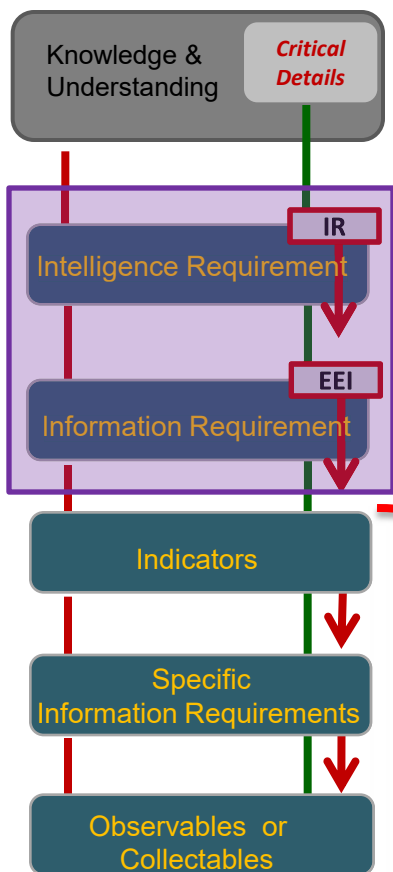 Knowledge &
Understanding
Critical
Details
IR
Intelligence Requirement
EEI
Information Requirement
Indicators
Specific
Information Requirements
Observables or
Collectables